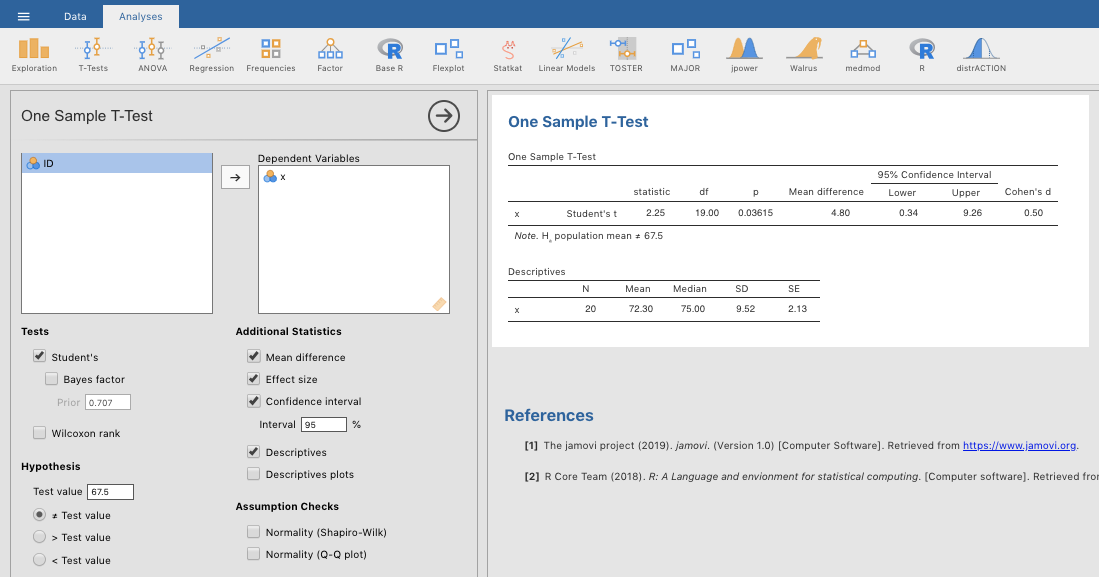 Data Analyses
Exploration T-Tests ANOVA Regression Frequencies Factor Base R Flexplot Statkat Linear Models TOSTER MAJOR jpower Walrus medmod R distrACTION
One Sample T-Test
ID
Dependent Variables
x
Tests
Student's
Bayes factor
Prior 0.707
Wilcoxon rank
Hypothesis
Test value 67.5
≠ Test value
> Test value
< Test value
Additional Statistics
Mean difference
Effect size
Confidence interval
Interval 95 %
Descriptives
Descriptives plots
Assumption Checks
Normality (Shapiro-Wilk)
Normality (Q-Q plot)
One Sample T-Test
One Sample T-Test
95% Confidence Interval
statistic df p Mean difference Lower Upper Cohen's d
x Student's t 2.25 19.00 0.03615 4.80 0.34 9.26 0.50
Note. Hₐ population mean ≠ 67.5
Descriptives
N Mean Median SD SE
x 20 72.30 75.00 9.52 2.13
References
[1] The jamovi project (2019). jamovi. (Version 1.0) [Computer Software]. Retrieved from https://www.jamovi.org.
[2] R Core Team (2018). R: A Language and envionment for statistical computing. [Computer software]. Retrieved fro